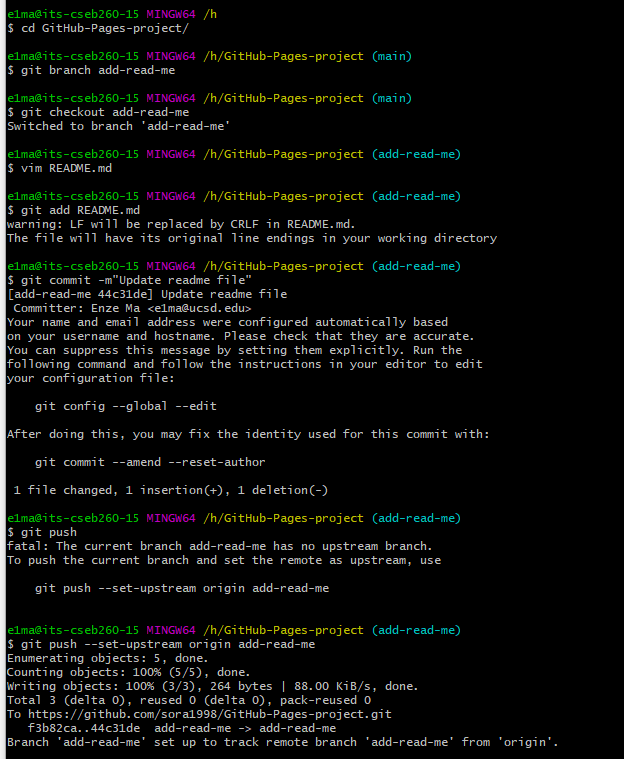 e1ma@its-cseb260-15 MINGW64 /h
$ cd GitHub-Pages-project/
e1ma@its-cseb260-15 MINGW64 /h/GitHub-Pages-project (main)
$ git branch add-read-me
e1ma@its-cseb260-15 MINGW64 /h/GitHub-Pages-project (main)
$ git checkout add-read-me
Switched to branch 'add-read-me'
e1ma@its-cseb260-15 MINGW64 /h/GitHub-Pages-project (add-read-me)
$ vim README.md
e1ma@its-cseb260-15 MINGW64 /h/GitHub-Pages-project (add-read-me)
$ git add README.md
warning: LF will be replaced by CRLF in README.md.
The file will have its original line endings in your working directory
e1ma@its-cseb260-15 MINGW64 /h/GitHub-Pages-project (add-read-me)
$ git commit -m"Update readme file"
[add-read-me 44c31de] Update readme file
 Committer: Enze Ma <e1ma@ucsd.edu>
Your name and email address were configured automatically based
on your username and hostname. Please check that they are accurate.
You can suppress this message by setting them explicitly. Run the
following command and follow the instructions in your editor to edit
your configuration file:
    git config --global --edit
After doing this, you may fix the identity used for this commit with:
    git commit --amend --reset-author
 1 file changed, 1 insertion(+), 1 deletion(-)
e1ma@its-cseb260-15 MINGW64 /h/GitHub-Pages-project (add-read-me)
$ git push
fatal: The current branch add-read-me has no upstream branch.
To push the current branch and set the remote as upstream, use
    git push --set-upstream origin add-read-me
e1ma@its-cseb260-15 MINGW64 /h/GitHub-Pages-project (add-read-me)
$ git push --set-upstream origin add-read-me
Enumerating objects: 5, done.
Counting objects: 100% (5/5), done.
Writing objects: 100% (3/3), 264 bytes | 88.00 KiB/s, done.
Total 3 (delta 0), reused 0 (delta 0), pack-reused 0
To https://github.com/sora1998/GitHub-Pages-project.git
   f3b82ca..44c31de  add-read-me -> add-read-me
Branch 'add-read-me' set up to track remote branch 'add-read-me' from 'origin'.